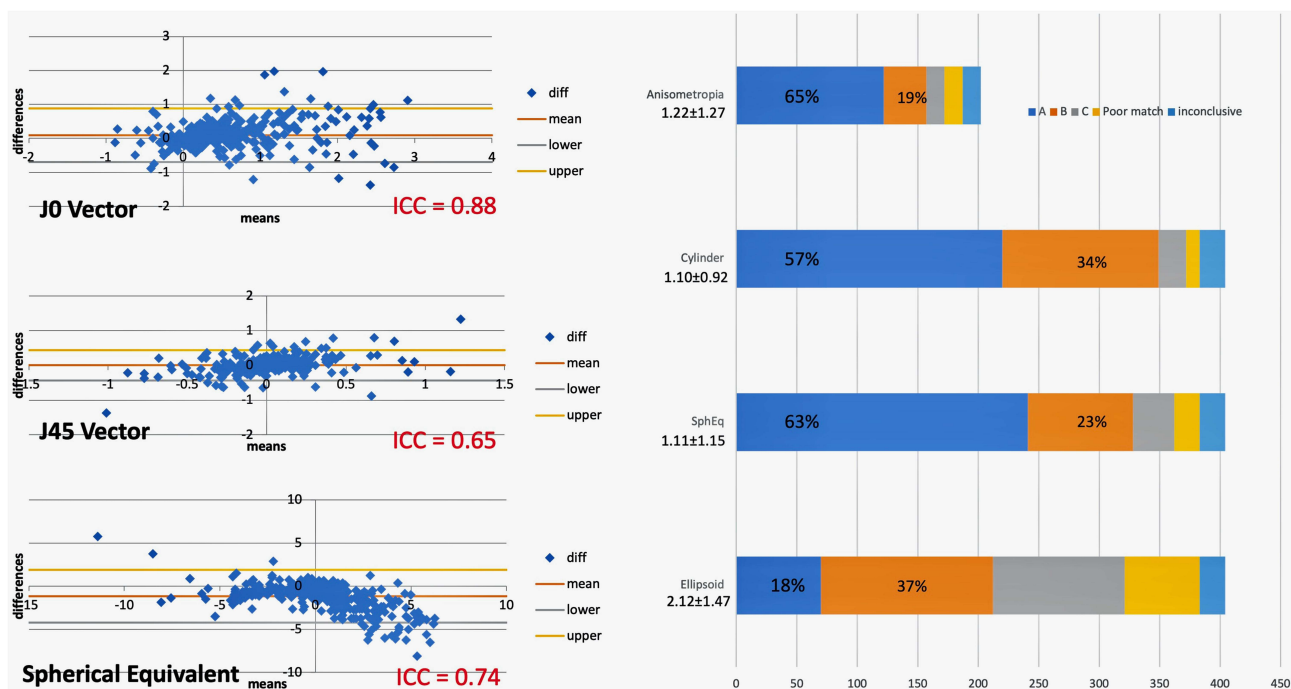 3
2
1
0
-1
-2
-2
-1
0
1
2
3
4
differences
means
diff
mean
lower
upper
J0 Vector
ICC = 0.88
2
1
0
-1
-2
1.5
-1
-0.5
0
0.5
1
1.5
differences
means
diff
mean
lower
upper
J45 Vector
ICC = 0.65
10
5
0
-5
-10
15
-10
-5
0
5
10
differences
means
diff
mean
lower
upper
Spherical Equivalent
ICC = 0.74
Anisometropia
1.22±1.27
65%
19%
A B C Poor match inconclusive
Cylinder
1.10±0.92
57%
34%
SphEq
1.11±1.15
63%
23%
Ellipsoid
2.12±1.47
18%
37%
0 50 100 150 200 250 300 350 400 450